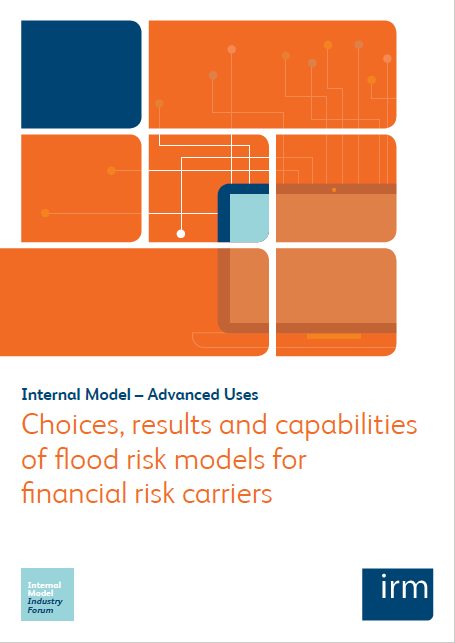 Internal Model – Advanced Uses
Choices, results and capabilities
of flood risk models for
financial risk carriers
Internal
Model
Industry
Forum
irm